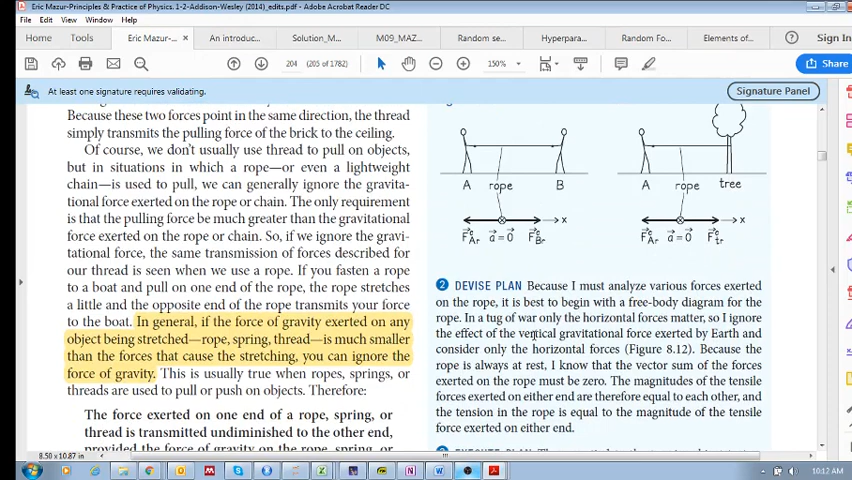 Eric Mazur-Principles & Practice of Physics. 1-2-Addison-Wesley (2014)_edits.pdf - Adobe Acrobat Reader DC
File Edit View Window Help
Home Tools Eric Mazur-... An introduc... Solution_M... M09_MAZ... Random se... Hyperpara... Random Fo... Elements of... Sign In
204 (205 of 1782) 150% Share
At least one signature requires validating. Signature Panel
Because these two forces point in the same direction, the thread
simply transmits the pulling force of the brick to the ceiling.
Of course, we don't usually use thread to pull on objects,
but in situations in which a rope—or even a lightweight
chain—is used to pull, we can generally ignore the gravita-
tional force exerted on the rope or chain. The only requirement
is that the pulling force be much greater than the gravitational
force exerted on the rope or chain. So, if we ignore the gravi-
tational force, the same transmission of forces described for
our thread is seen when we use a rope. If you fasten a rope
to a boat and pull on one end of the rope, the rope stretches
a little and the opposite end of the rope transmits your force
to the boat. In general, if the force of gravity exerted on any
object being stretched—rope, spring, thread—is much smaller
than the forces that cause the stretching, you can ignore the
force of gravity. This is usually true when ropes, springs, or
threads are used to pull or push on objects. Therefore:
The force exerted on one end of a rope, spring, or
thread is transmitted undiminished to the other end,
provided the force of gravity on the rope, spring, or
A rope B A rope tree
x x
F⃗ᶜAr a⃗=0⃗ F⃗ᶜBr F⃗ᶜAr a⃗=0⃗ F⃗ᶜtr
2 DEVISE PLAN Because I must analyze various forces exerted
on the rope, it is best to begin with a free-body diagram for the
rope. In a tug of war only the horizontal forces matter, so I ignore
the effect of the vertical gravitational force exerted by Earth and
consider only the horizontal forces (Figure 8.12). Because the
rope is always at rest, I know that the vector sum of the forces
exerted on the rope must be zero. The magnitudes of the tensile
forces exerted on either end are therefore equal to each other, and
the tension in the rope is equal to the magnitude of the tensile
force exerted on either end.
8.50 x 10.87 in
10:12 AM